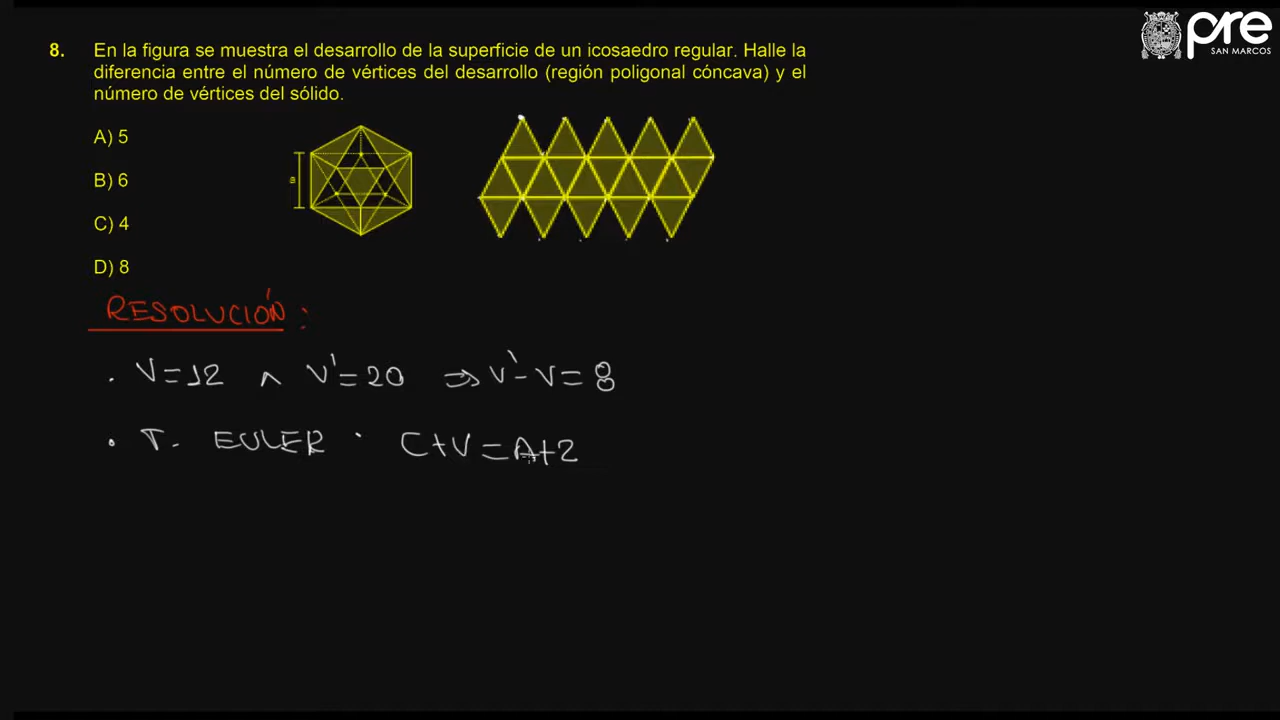 pre
SAN MARCOS
8. En la figura se muestra el desarrollo de la superficie de un icosaedro regular. Halle la
diferencia entre el número de vértices del desarrollo (región poligonal cóncava) y el
número de vértices del sólido.
A) 5
B) 6
C) 4
D) 8
a
RESOLUCIÓN:
. V=12 ∧ V'=20 ⇒ V'-V=8
. T. EULER : C+V=A+2